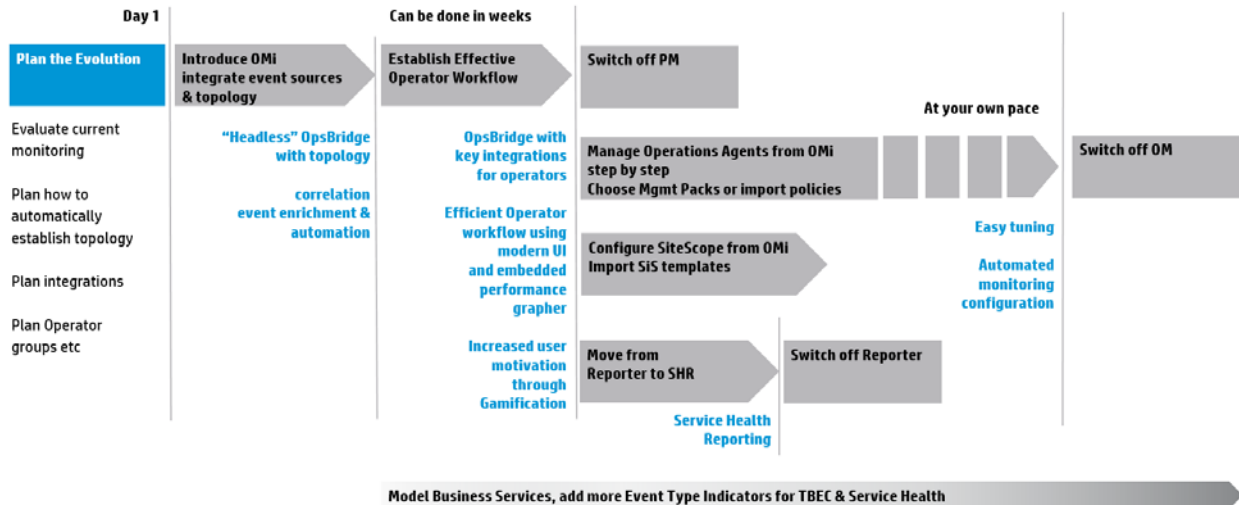 Day 1
Can be done in weeks
Plan the Evolution
Introduce OMi
integrate event sources
& topology
Establish Effective
Operator Workflow
Switch off PM
At your own pace
Evaluate current
monitoring
Plan how to
automatically
establish topology
Plan integrations
Plan Operator
groups etc
“Headless” OpsBridge
with topology
correlation
event enrichment &
automation
OpsBridge with
key integrations
for operators
Efficient Operator
workflow using
modern UI
and embedded
performance
grapher
Increased user
motivation
through
Gamification
Manage Operations Agents from OMi
step by step
Choose Mgmt Packs or import policies
Switch off OM
Easy tuning
Automated
monitoring
configuration
Configure SiteScope from OMi
Import SiS templates
Move from
Reporter to SHR
Switch off Reporter
Service Health
Reporting
Model Business Services, add more Event Type Indicators for TBEC & Service Health